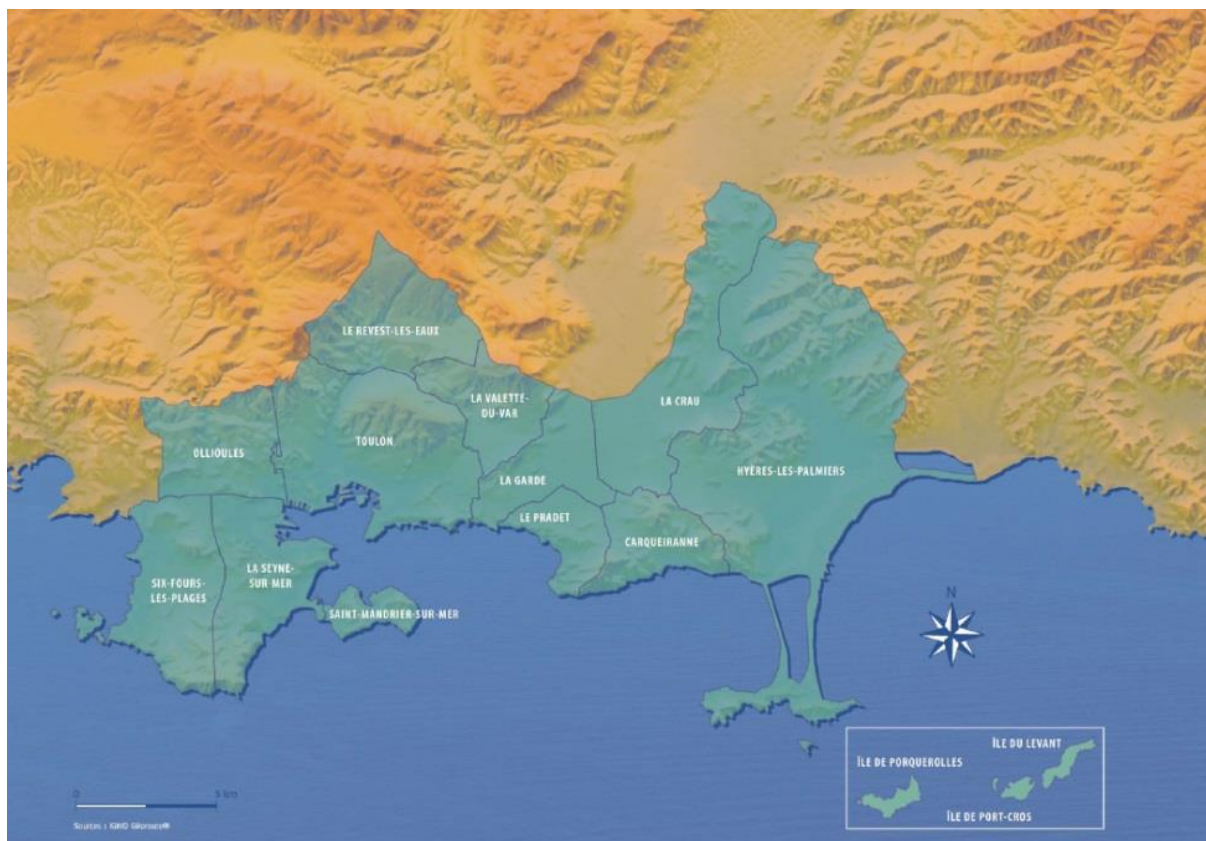 LE REVEST-LES-EAUX
LA VALETTE-
DU-VAR
LA CRAU
TOULON
OLLIOULES
HYÈRES-LES-PALMIERS
LA GARDE
LE PRADET
CARQUEIRANNE
LA SEYNE-
SUR-MER
SIX-FOURS-
LES-PLAGES
SAINT-MANDRIER-SUR-MER
N
ÎLE DU LEVANT
ÎLE DE PORQUEROLLES
ÎLE DE PORT-CROS
0 5 km
Sources :